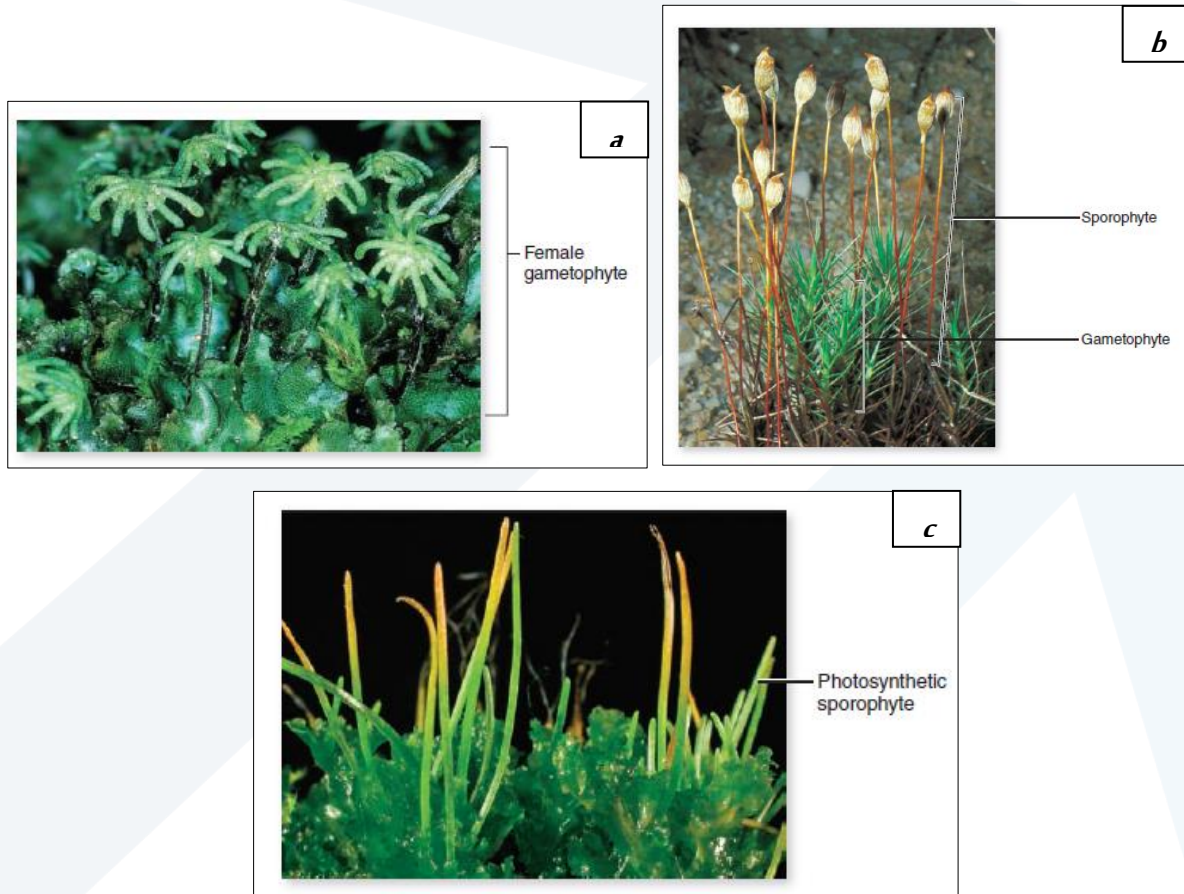 a
Female
gametophyte
b
Sporophyte
Gametophyte
c
Photosynthetic
sporophyte